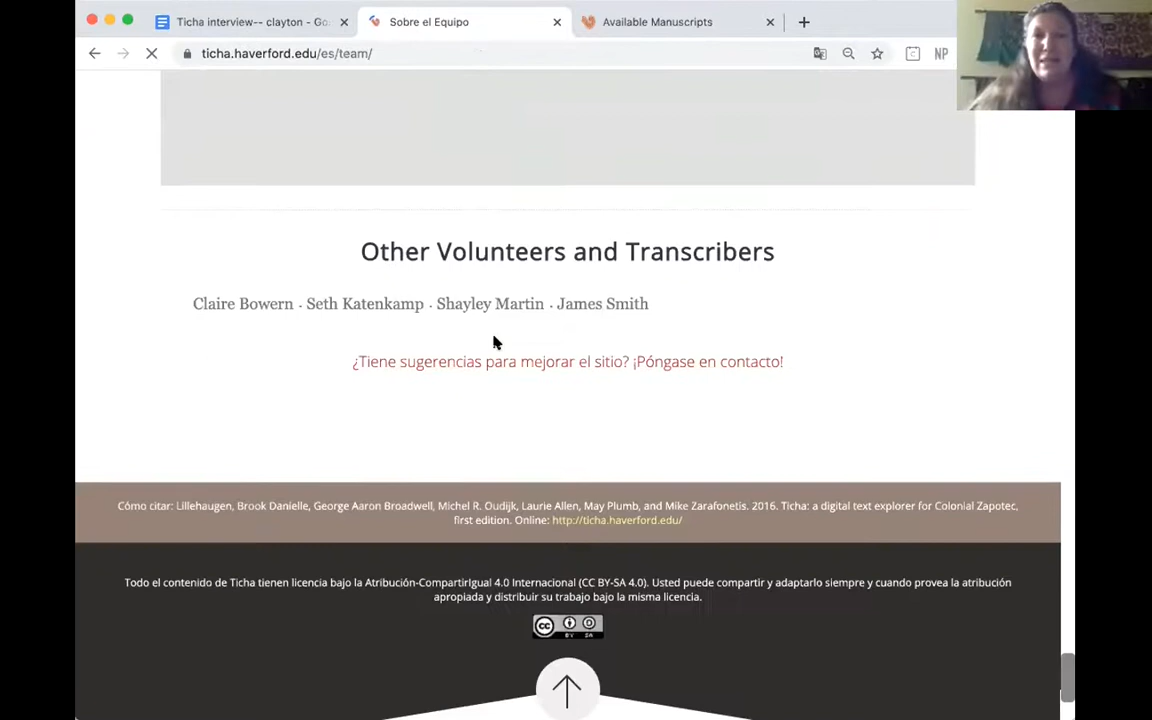 Ticha interview-- clayton - Go
Sobre el Equipo
Available Manuscripts
ticha.haverford.edu/es/team/
NP
Other Volunteers and Transcribers
Claire Bowern . Seth Katenkamp . Shayley Martin . James Smith
¿Tiene sugerencias para mejorar el sitio? ¡Póngase en contacto!
Cómo citar: Lillehaugen, Brook Danielle, George Aaron Broadwell, Michel R. Oudijk, Laurie Allen, May Plumb, and Mike Zarafonetis. 2016. Ticha: a digital text explorer for Colonial Zapotec,
first edition. Online: http://ticha.haverford.edu/
Todo el contenido de Ticha tienen licencia bajo la Atribución-CompartirIgual 4.0 Internacional (CC BY-SA 4.0). Usted puede compartir y adaptarlo siempre y cuando provea la atribución
apropiada y distribuir su trabajo bajo la misma licencia.
cc
BY SA